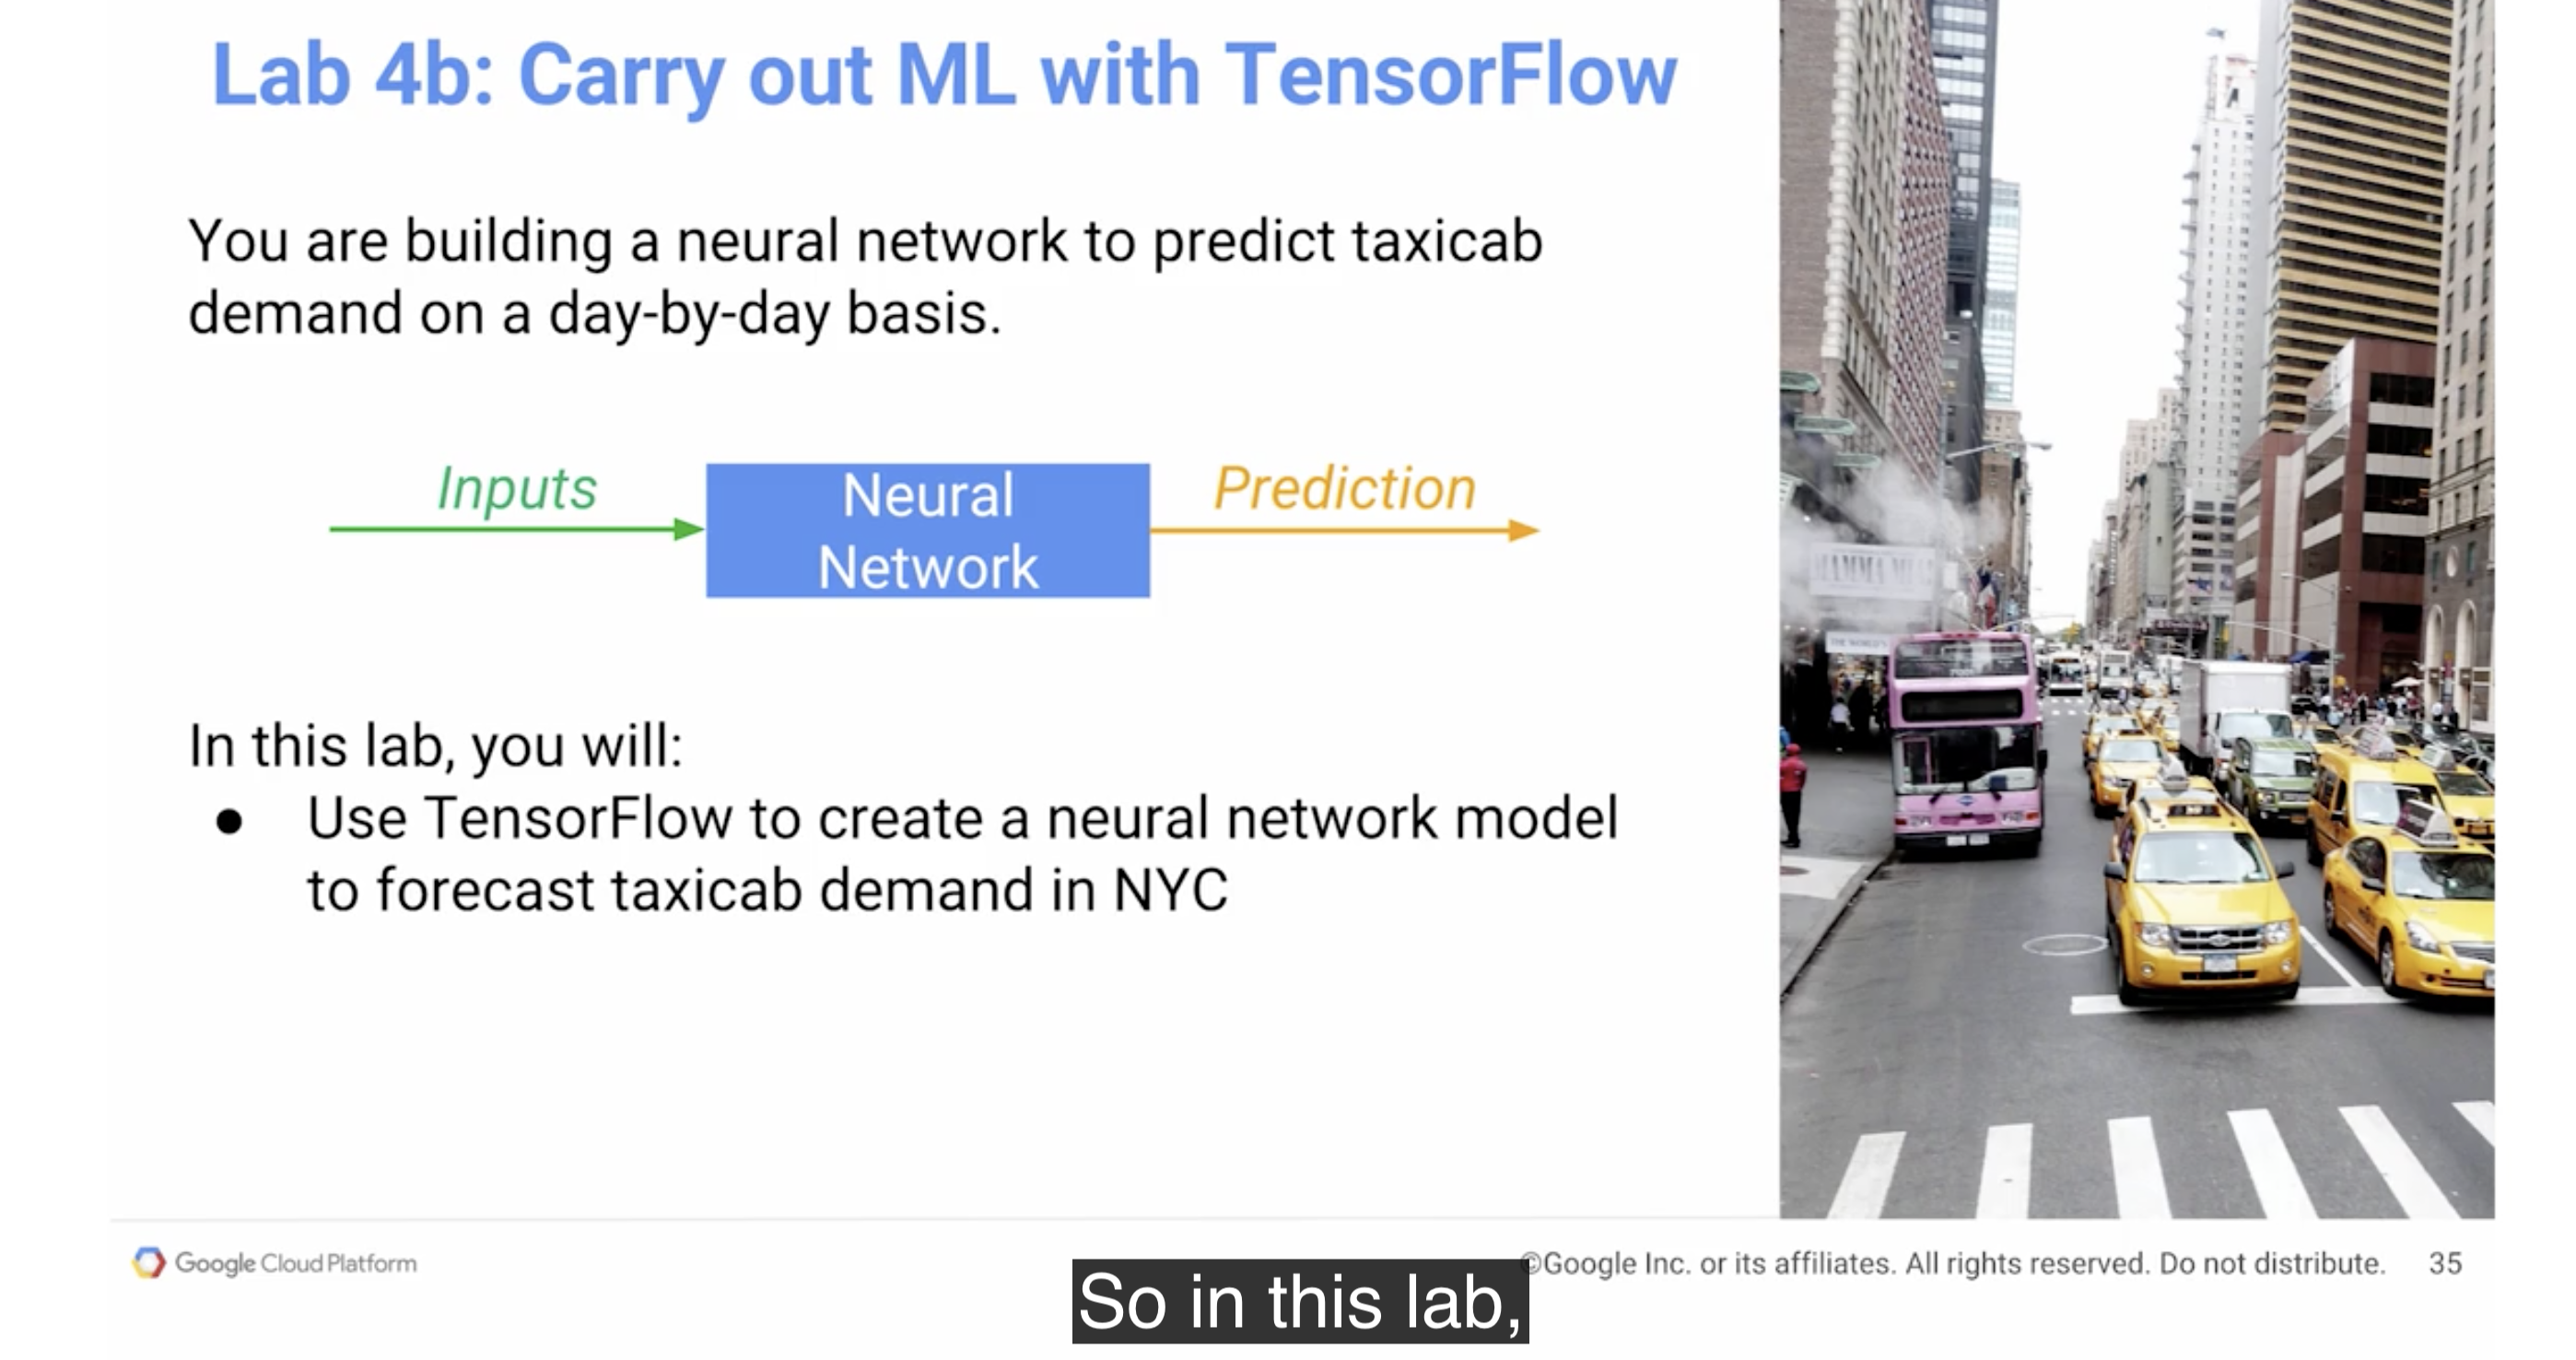 Lab 4b: Carry out ML with TensorFlow
You are building a neural network to predict taxicab
demand on a day-by-day basis.
Inputs
Neural
Network
Prediction
In this lab, you will:
● Use TensorFlow to create a neural network model
to forecast taxicab demand in NYC
Google Cloud Platform
©Google Inc. or its affiliates. All rights reserved. Do not distribute. 35
So in this lab,